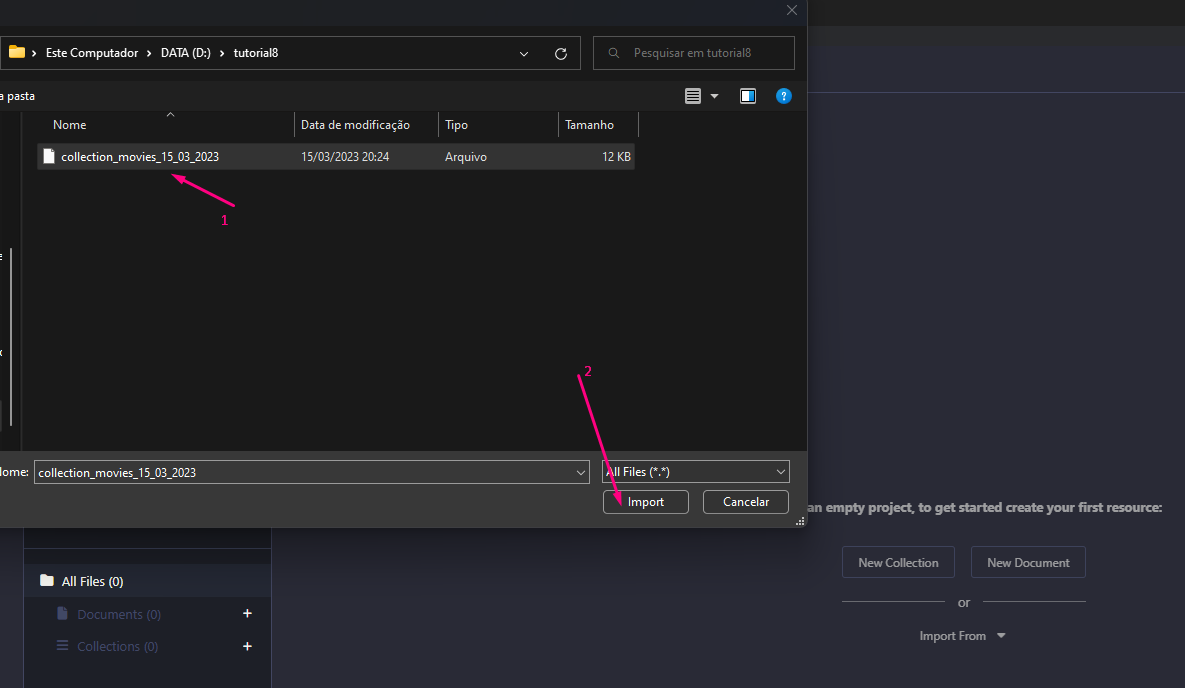 Este Computador > DATA (D:) > tutorial8
Pesquisar em tutorial8
a pasta
?
Nome Data de modificação Tipo Tamanho
collection_movies_15_03_2023 15/03/2023 20:24 Arquivo 12 KB
1
2
lome: collection_movies_15_03_2023 All Files (*.*)
Import Cancelar
an empty project, to get started create your first resource:
New Collection New Document
or
Import From
All Files (0)
Documents (0) +
Collections (0) +